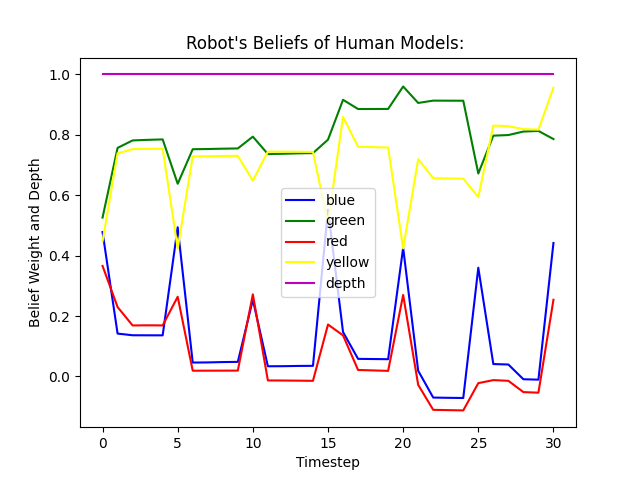 Robot's Beliefs of Human Models:
Belief Weight and Depth
1.0
0.8
0.6
0.4
0.2
0.0
blue
green
red
yellow
depth
0 5 10 15 20 25 30
Timestep